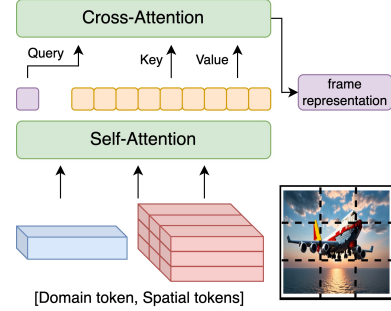 Cross-Attention
Query
Key
Value
frame
representation
Self-Attention
[Domain token, Spatial tokens]